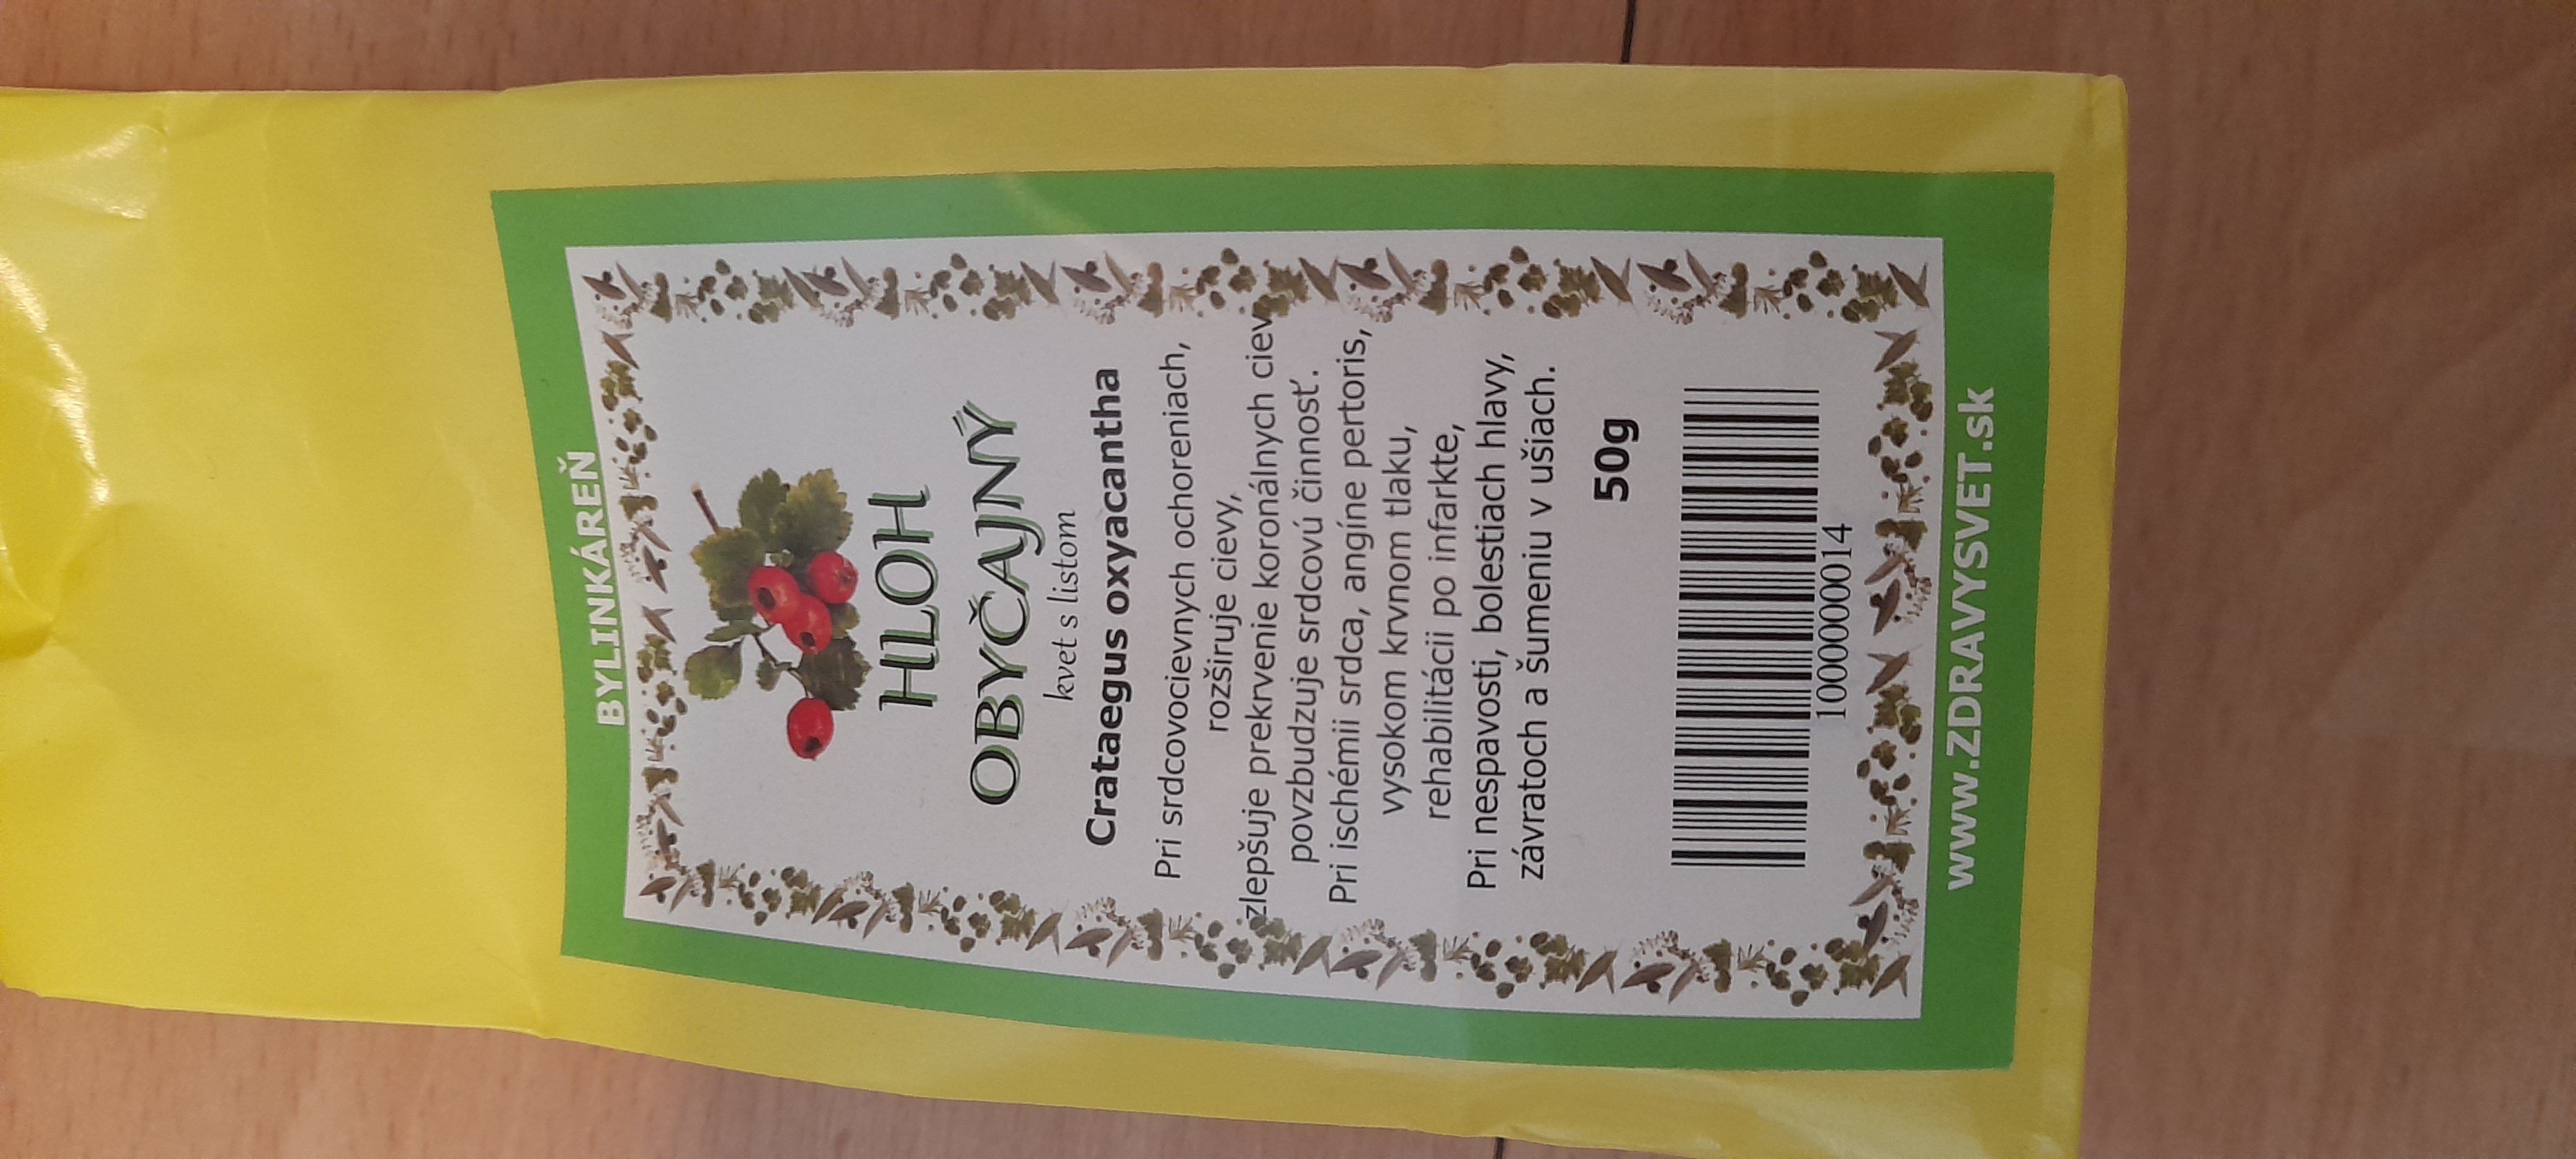 BYLINKÁREŇ
HLOH
OBYČAJNÝ
kvet s listom
Crataegus oxyacantha
Pri srdcovocievnych ochoreniach,
rozširuje cievy,
zlepšuje prekrvenie koronálnych ciev
povzbudzuje srdcovú činnosť.
Pri ischémii srdca, angíne pertoris,
vysokom krvnom tlaku,
rehabilitácii po infarkte,
Pri nespavosti, bolestiach hlavy,
závratoch a šumeniu v ušiach.
50g
100000014
www.ZDRAVYSVET.sk